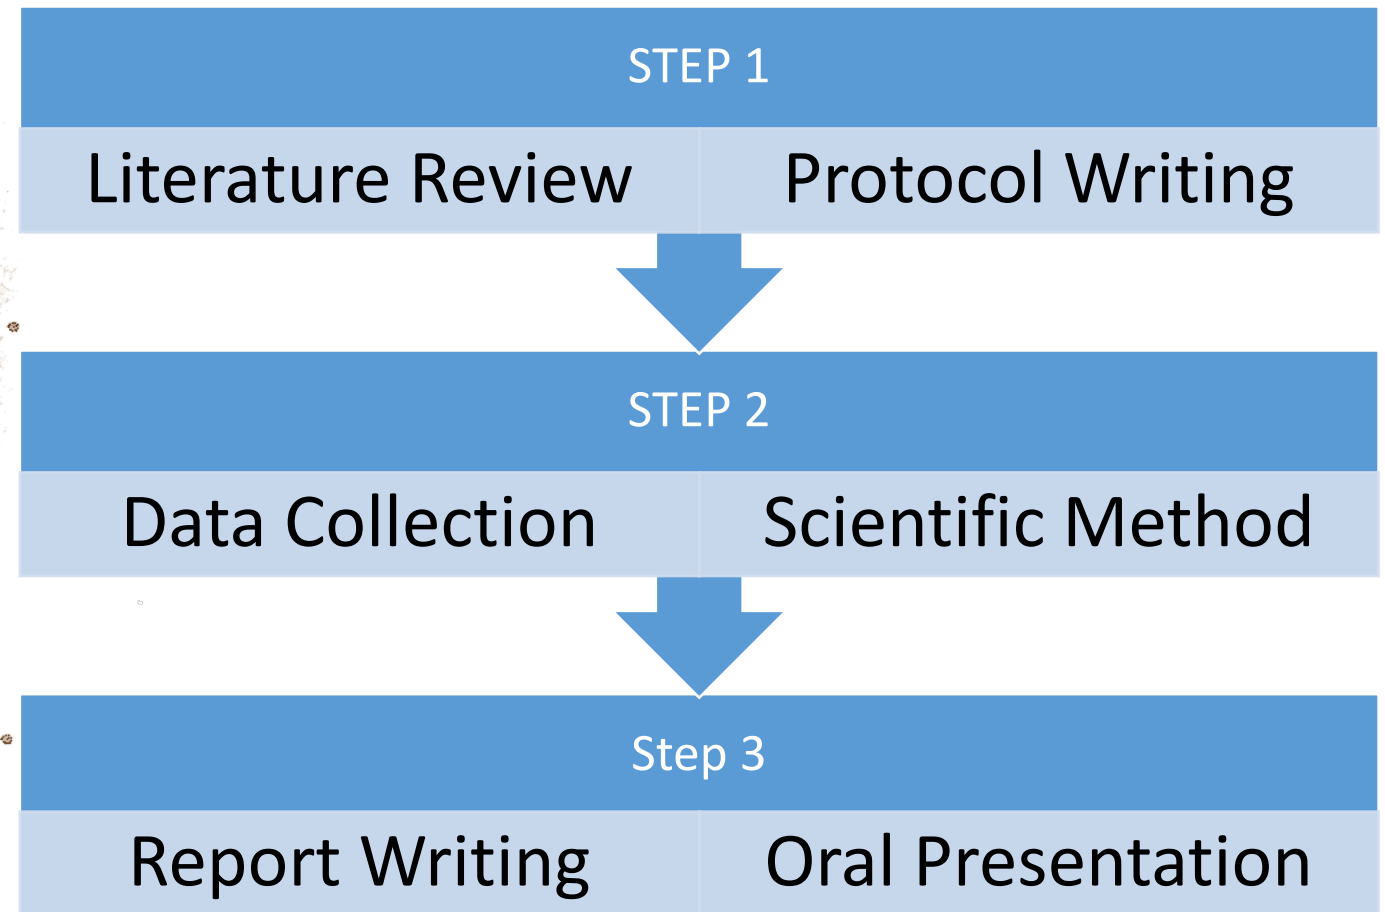 STEP 1
Literature Review Protocol Writing
STEP 2
Data Collection Scientific Method
Step 3
Report Writing Oral Presentation